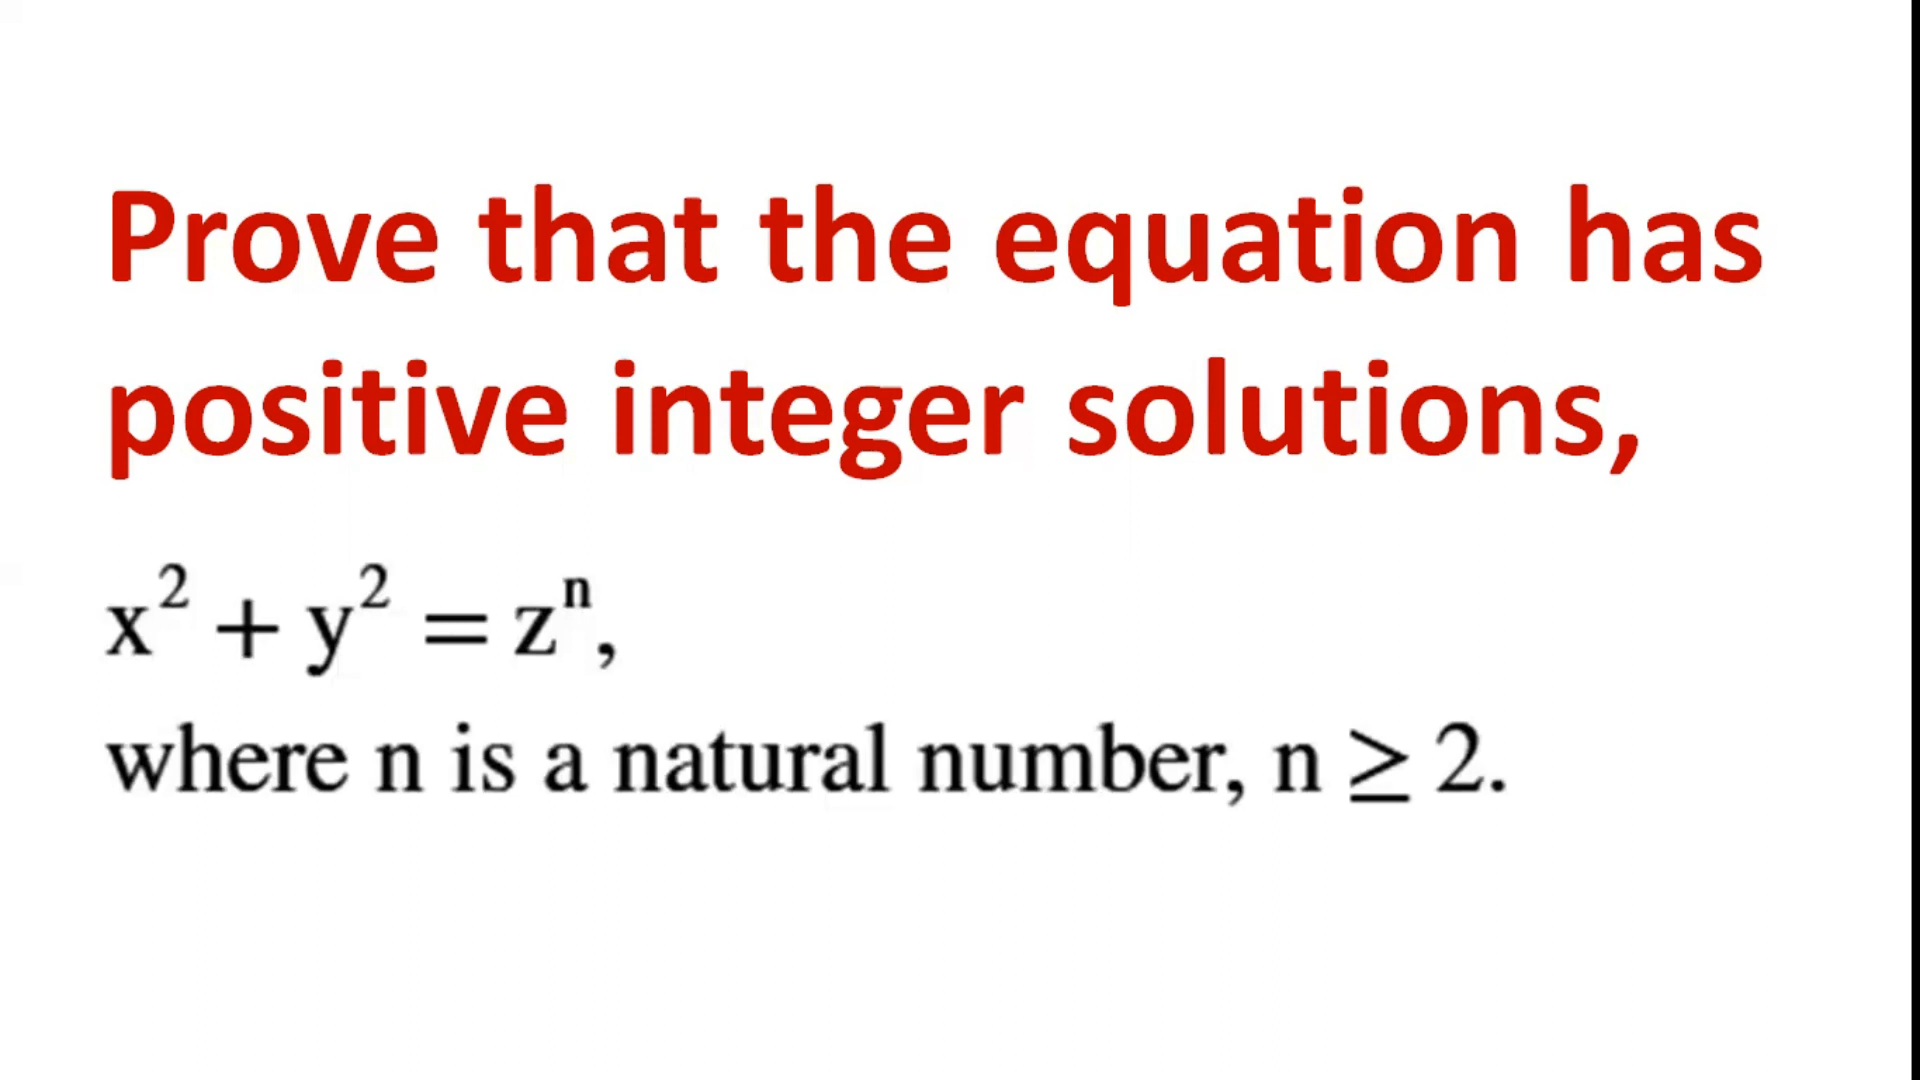 Prove that the equation has
positive integer solutions,
x² + y² = zⁿ,
where n is a natural number, n ≥ 2.